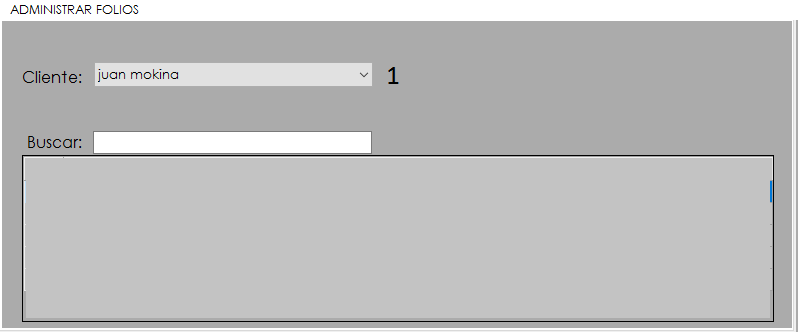 ADMINISTRAR FOLIOS
Cliente: juan mokina 1
Buscar: